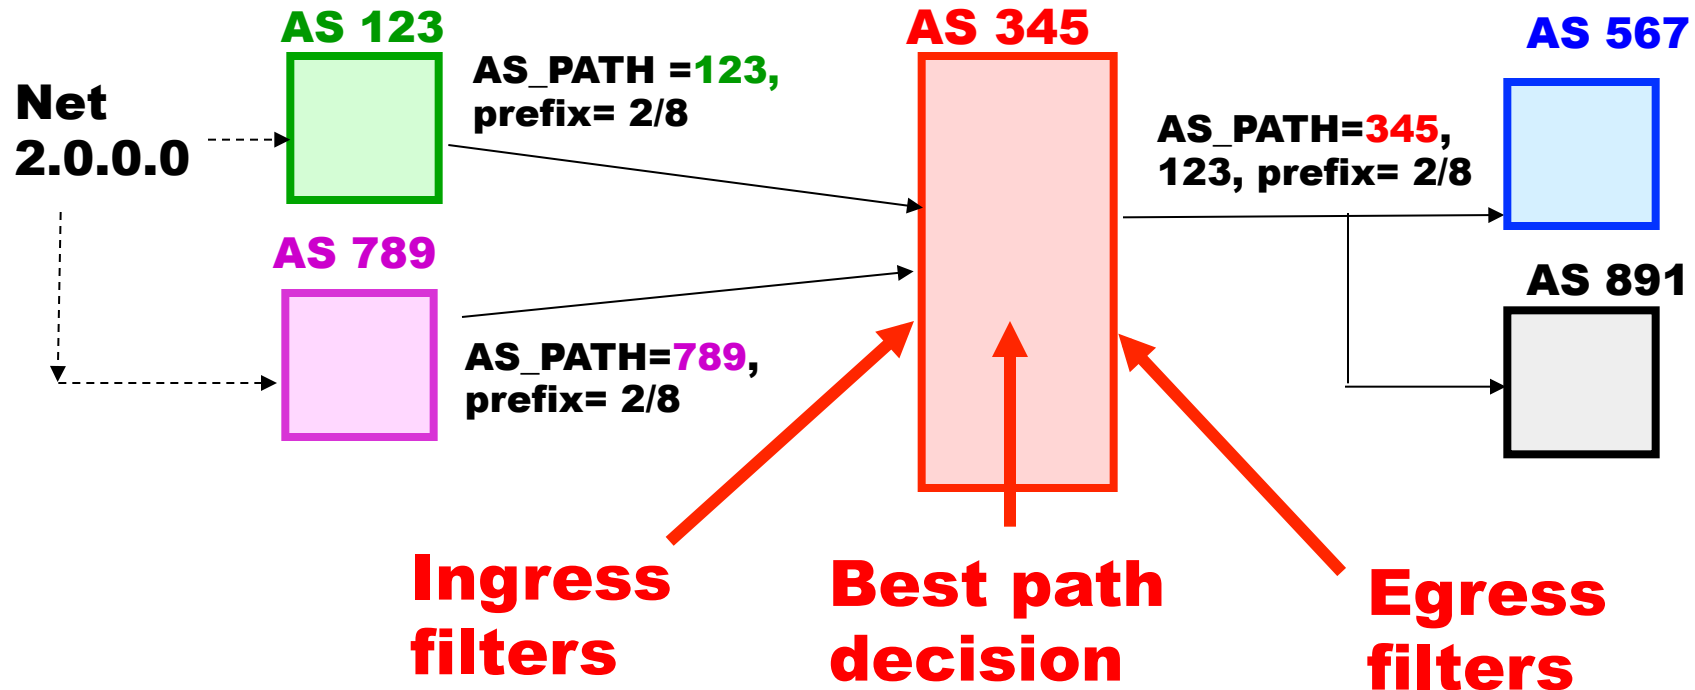 AS 123
AS 345
AS 567
AS_PATH =123,
prefix= 2/8
Net
2.0.0.0
AS_PATH=345,
123, prefix= 2/8
AS 789
AS 891
AS_PATH=789,
prefix= 2/8
Ingress
filters
Best path
decision
Egress
filters